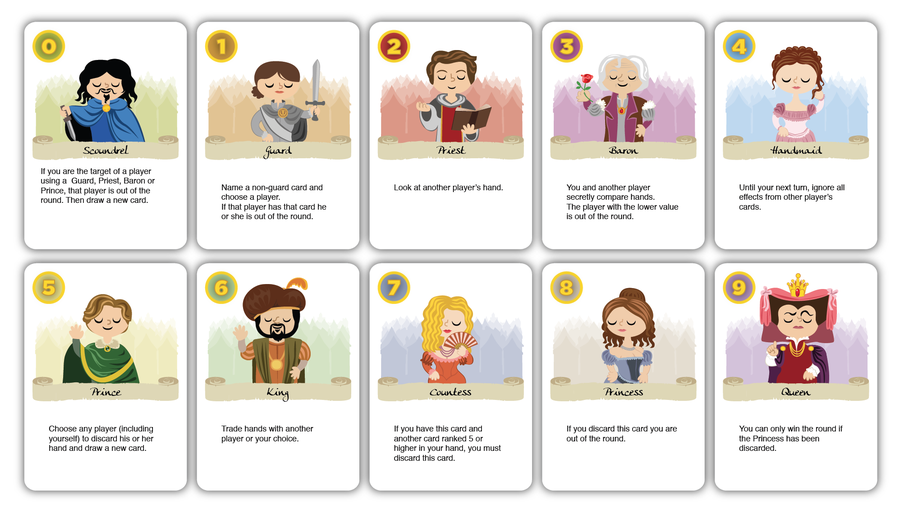 0
Scoundrel
If you are the target of a player
using a Guard, Priest, Baron or
Prince, that player is out of the
round. Then draw a new card.
1
Guard
Name a non-guard card and
choose a player.
If that player has that card he
or she is out of the round.
2
Priest
Look at another player's hand.
3
Baron
You and another player
secretly compare hands.
The player with the lower value
is out of the round.
4
Handmaid
Until your next turn, ignore all
effects from other player's
cards.
5
Prince
Choose any player (including
yourself) to discard his or her
hand and draw a new card.
6
King
Trade hands with another
player or your choice.
7
Countess
If you have this card and
another card ranked 5 or
higher in your hand, you must
discard this card.
8
Princess
If you discard this card you are
out of the round.
9
Queen
You can only win the round if
the Princess has been
discarded.